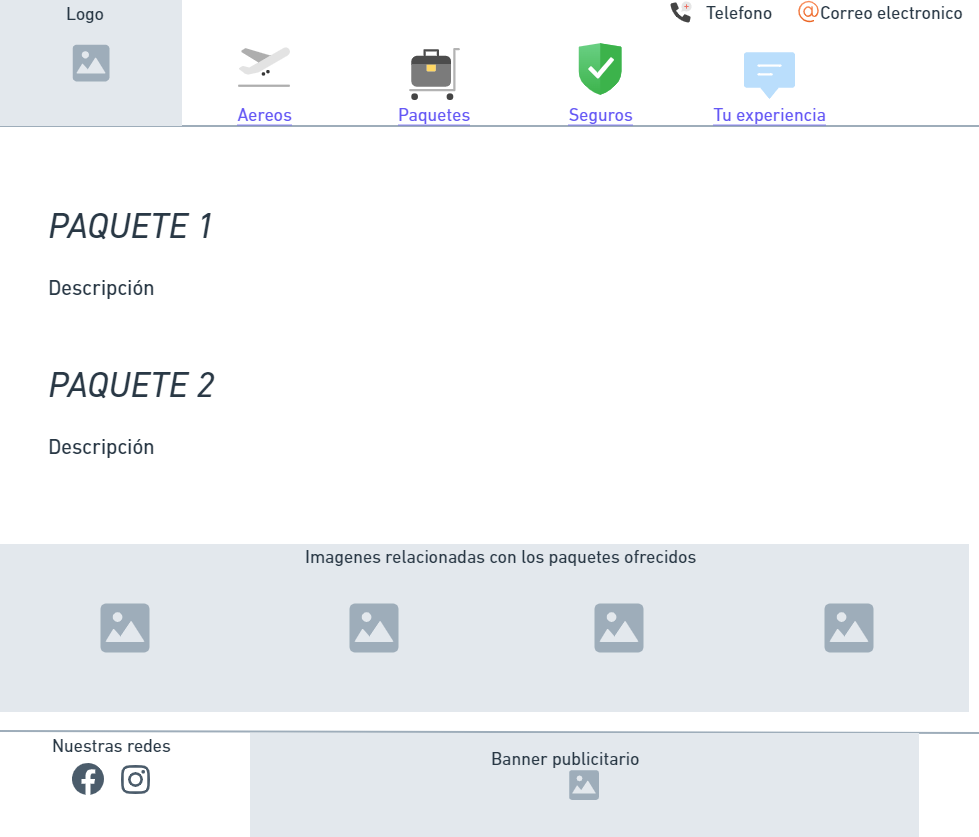 Logo
Telefono
@Correo electronico
Aereos
Paquetes
Seguros
Tu experiencia
PAQUETE 1
Descripción
PAQUETE 2
Descripción
Imagenes relacionadas con los paquetes ofrecidos
Nuestras redes
Banner publicitario